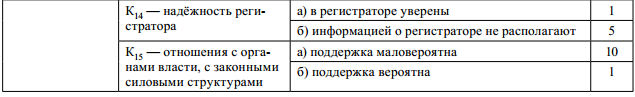 К14 — надёжность реги-
стратора
а) в регистраторе уверены
1
б) информацией о регистраторе не располагают
5
К15 — отношения с орга-
нами власти, с законными
силовыми структурами
а) поддержка маловероятна
10
б) поддержка вероятна
1